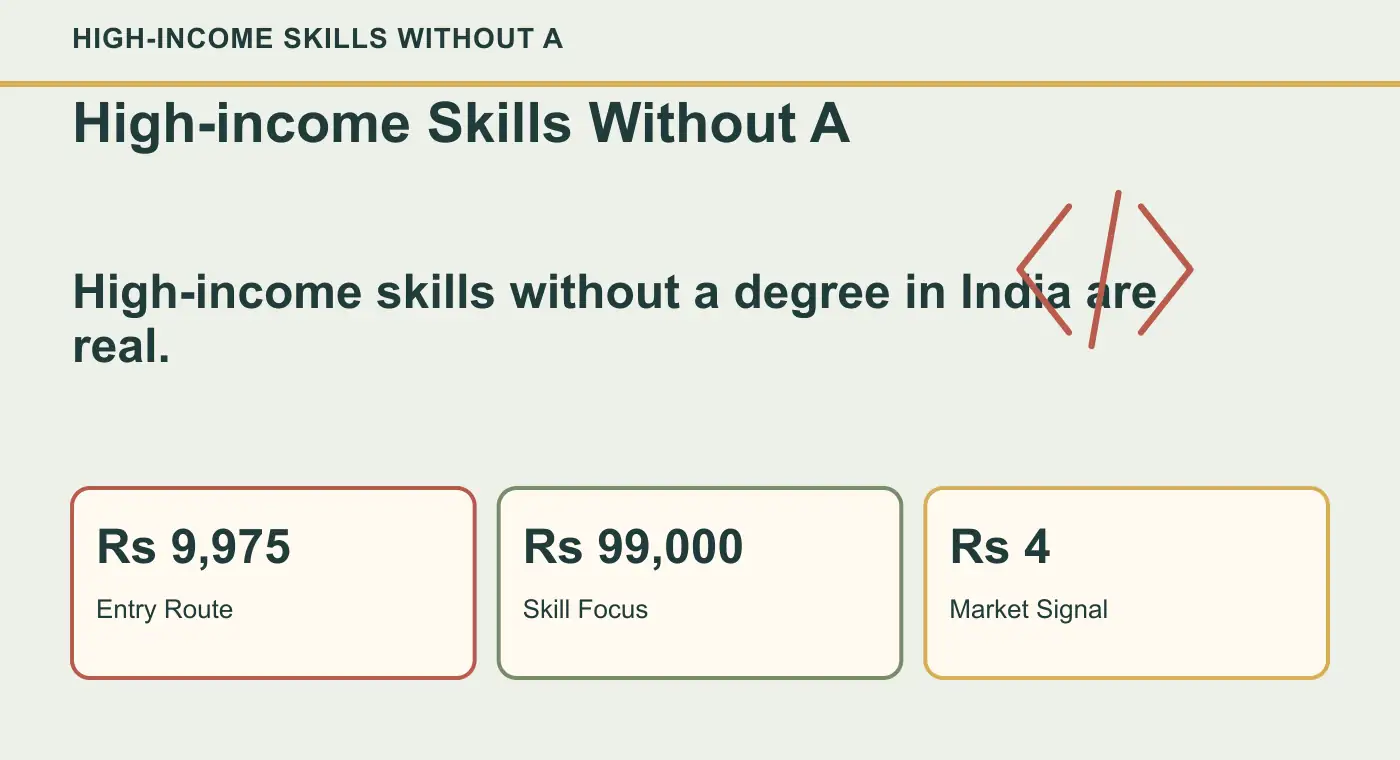 HIGH-INCOME SKILLS WITHOUT A
High-income Skills Without A
High-income skills without a degree in India are
real.
Rs 9,975
Entry Route
Rs 99,000
Skill Focus
Rs 4
Market Signal